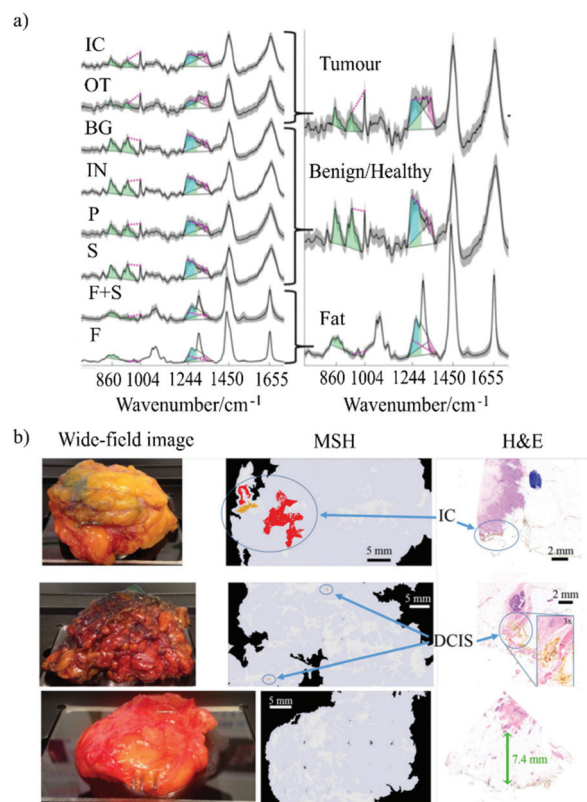 a)
IC
OT
BG
IN
P
S
F+S
F
Tumour
Benign/Healthy
Fat
860 1004 1244 1450 1655
860 1004 1244 1450 1655
Wavenumber/cm⁻¹
Wavenumber/cm⁻¹
b)
Wide-field image
MSH
H&E
IC
5 mm
2 mm
5 mm
2 mm
3x
DCIS
5 mm
7.4 mm